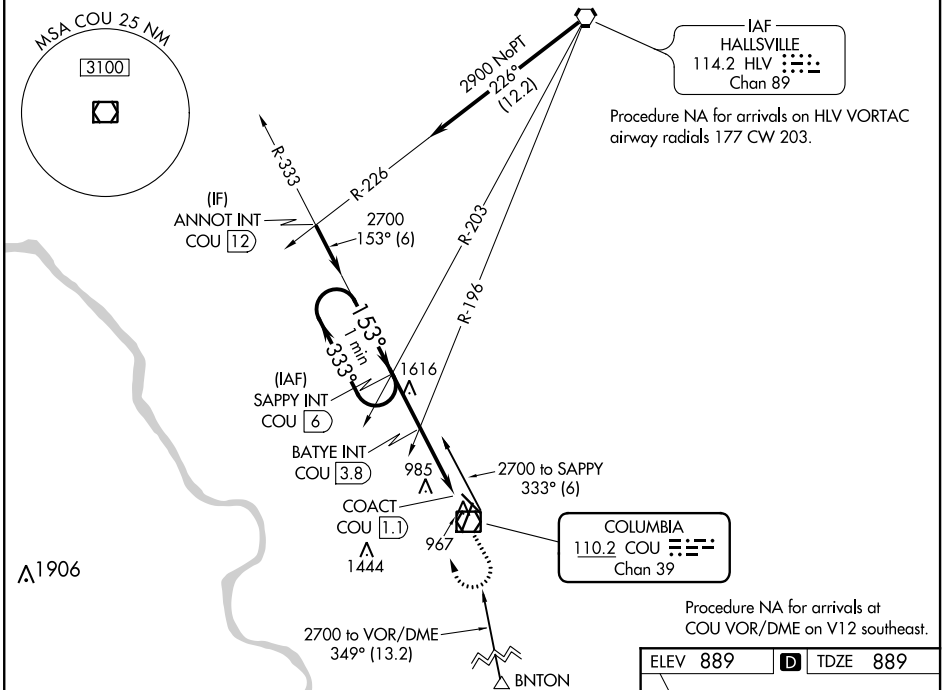 MSA COU 25 NM
3100
IAF
HALLSVILLE
114.2 HLV
Chan 89
Procedure NA for arrivals on HLV VORTAC
airway radials 177 CW 203.
2900 NoPT
226°
(12.2)
R-333
R-226
R-203
R-196
(IF)
ANNOT INT
COU 12
2700
153° (6)
153°
1 min
333°
(IAF)
SAPPY INT
COU 6
1616
BATYE INT
COU 3.8
985
2700 to SAPPY
333° (6)
COACT
COU 1.1
967
1444
COLUMBIA
110.2 COU
Chan 39
1906
2700 to VOR/DME
349° (13.2)
BNTON
Procedure NA for arrivals at
COU VOR/DME on V12 southeast.
ELEV 889 D TDZE 889